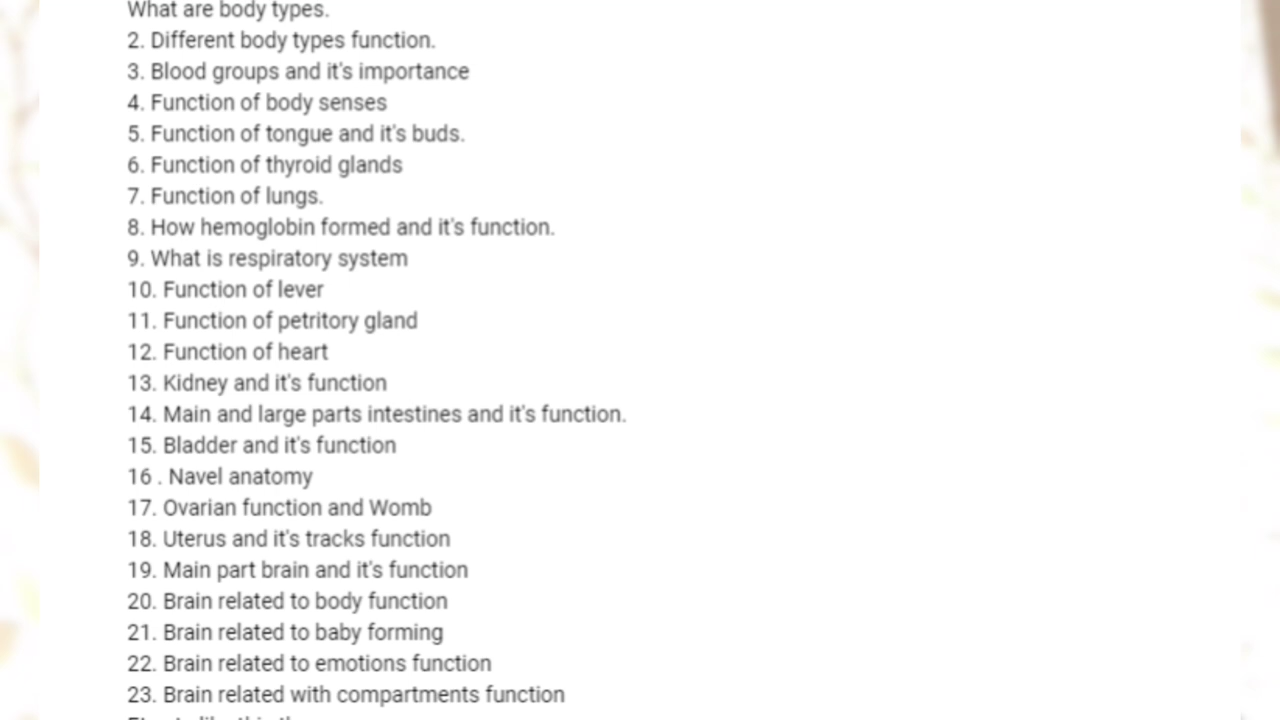 What are body types.
2. Different body types function.
3. Blood groups and it's importance
4. Function of body senses
5. Function of tongue and it's buds.
6. Function of thyroid glands
7. Function of lungs.
8. How hemoglobin formed and it's function.
9. What is respiratory system
10. Function of lever
11. Function of petritory gland
12. Function of heart
13. Kidney and it's function
14. Main and large parts intestines and it's function.
15. Bladder and it's function
16 . Navel anatomy
17. Ovarian function and Womb
18. Uterus and it's tracks function
19. Main part brain and it's function
20. Brain related to body function
21. Brain related to baby forming
22. Brain related to emotions function
23. Brain related with compartments function